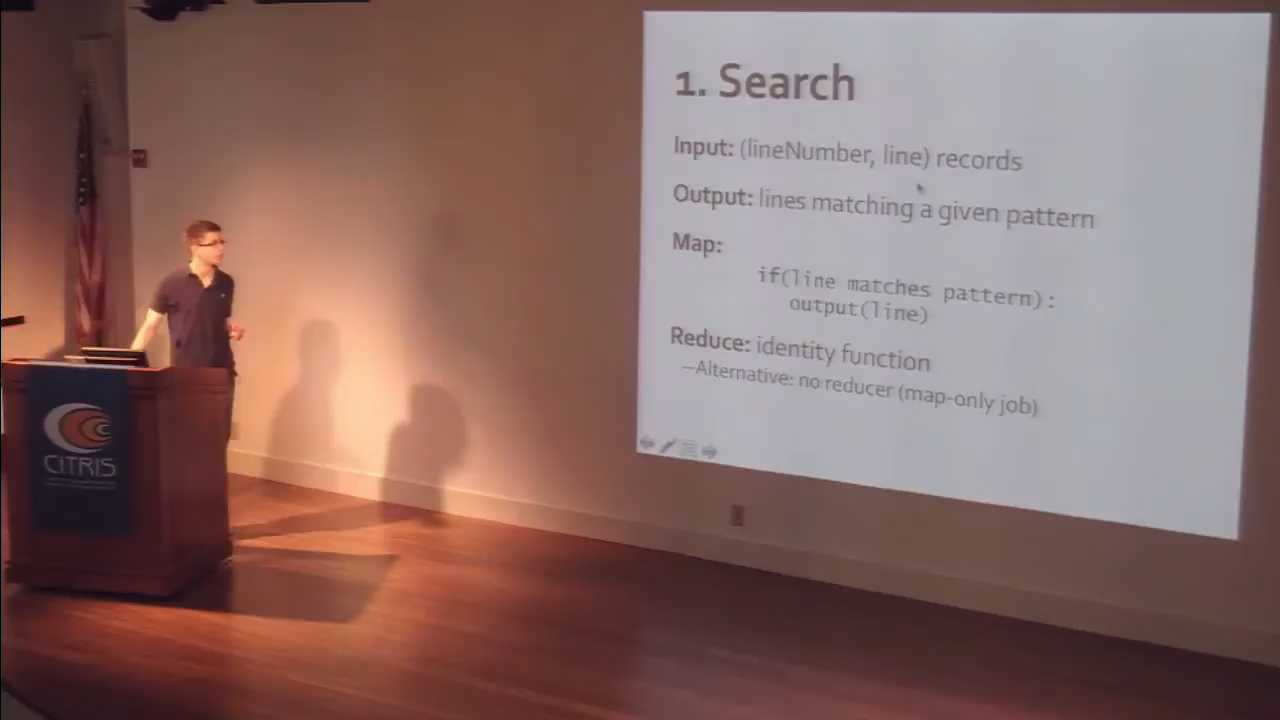 1. Search
Input: (lineNumber, line) records
Output: lines matching a given pattern
Map:
if(line matches pattern):
output(line)
Reduce: identity function
–Alternative: no reducer (map-only job)
CITRIS